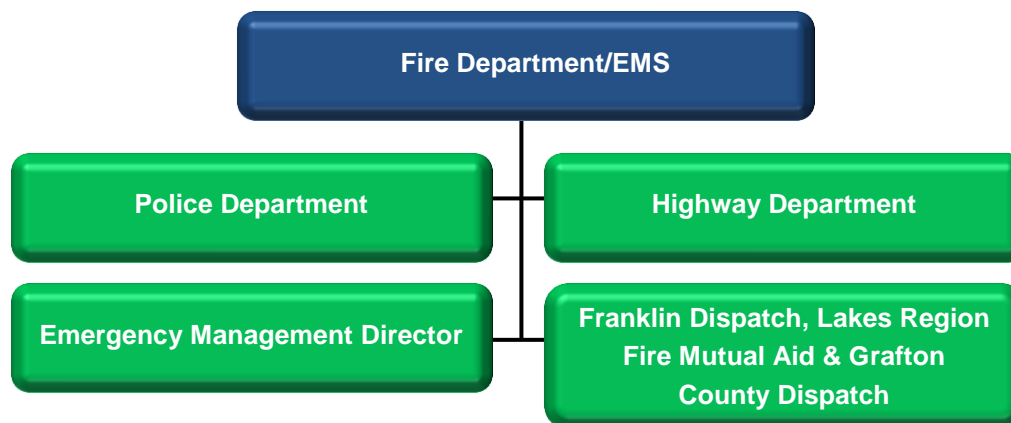 Fire Department/EMS
Police Department
Highway Department
Emergency Management Director
Franklin Dispatch, Lakes Region
Fire Mutual Aid & Grafton
County Dispatch